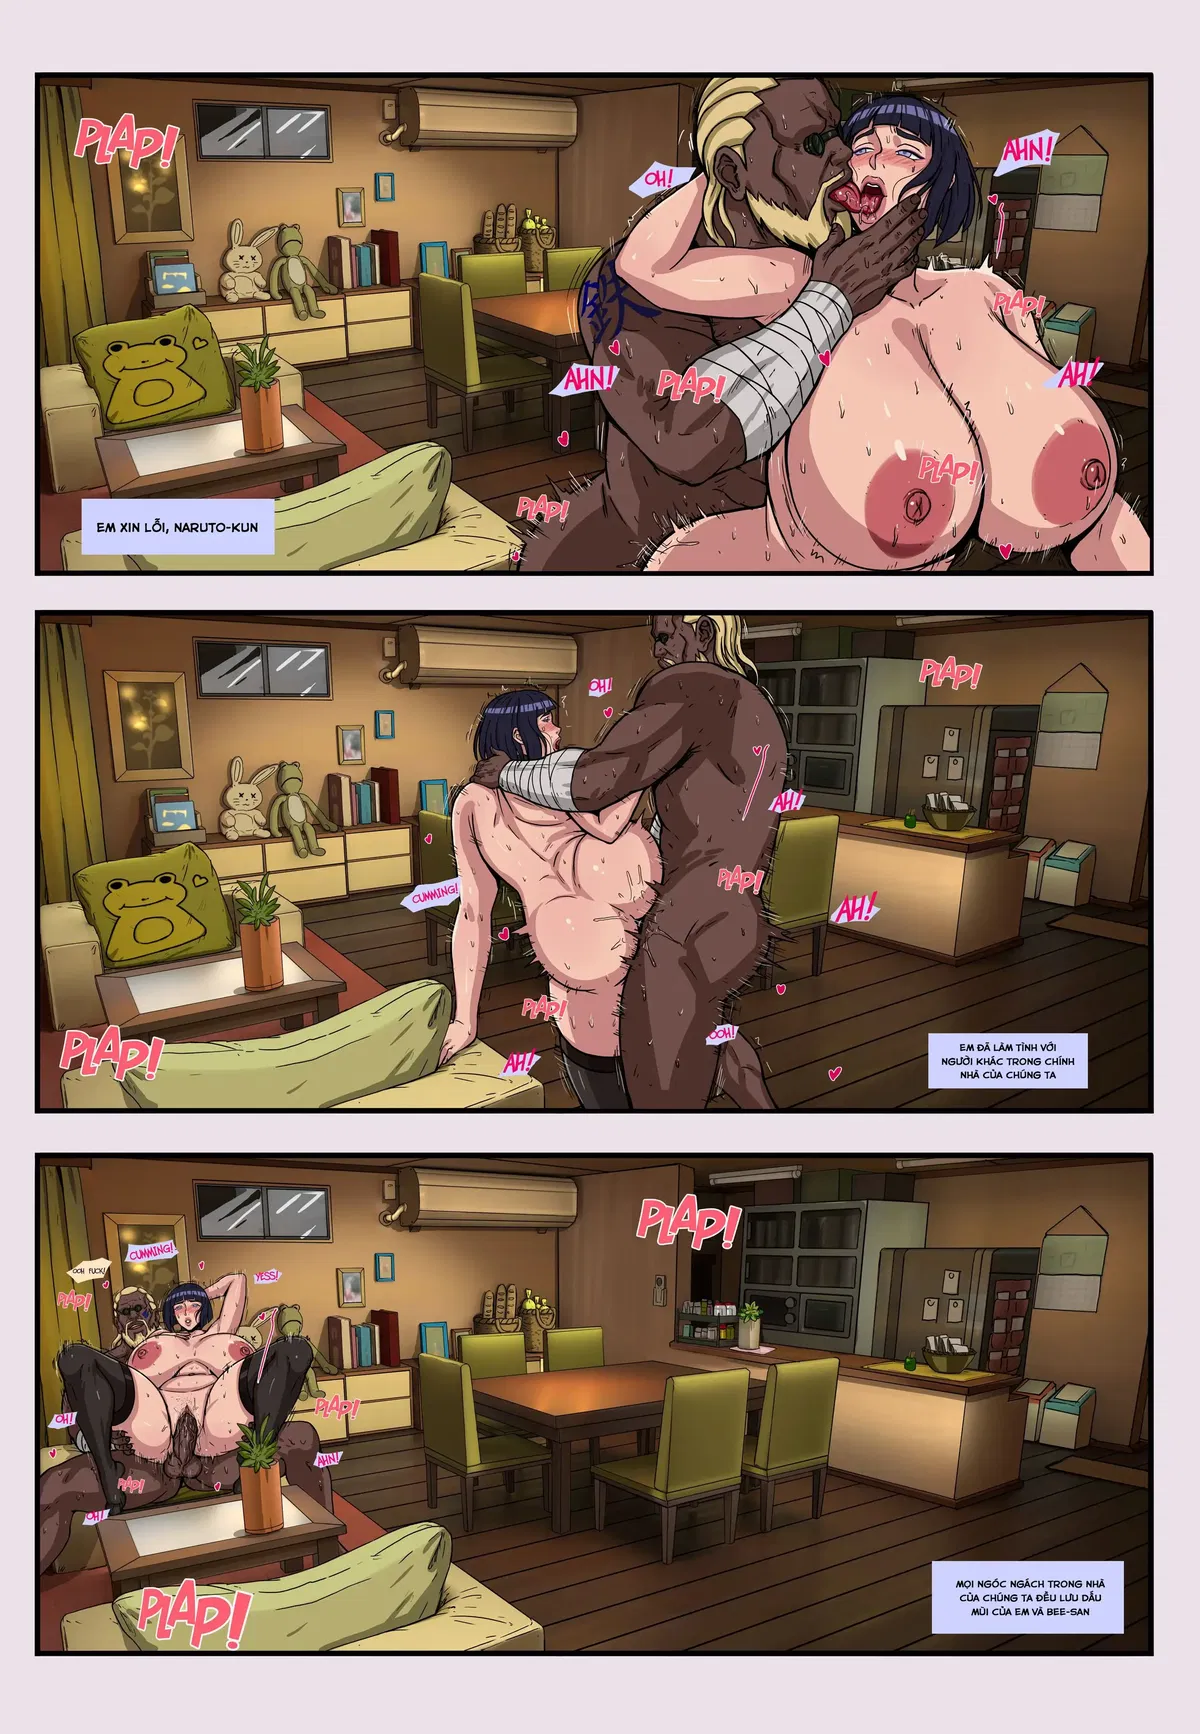 PLAP!
OH!
AHN!
PLAP!
鉄
AHN!
PLAP!
AH!
PLAP!
PLAP!
EM XIN LỖI, NARUTO-KUN
OH!
PLAP!
AH!
CUMMING!
PLAP!
AH!
PLAP!
OOH!
PLAP!
AH!
EM ĐÃ LÀM TÌNH VỚI
NGƯỜI KHÁC TRONG CHÍNH
NHÀ CỦA CHÚNG TA
PLAP!
CUMMING!
OOH FUCK!
YESS!
PLAP!
PLAP!
OH!
AHN!
PLAP!
OH!
PLAP!
MỌI NGÓC NGÁCH TRONG NHÀ
CỦA CHÚNG TA ĐỀU LƯU DẤU
MÙI CỦA EM VÀ BEE-SAN